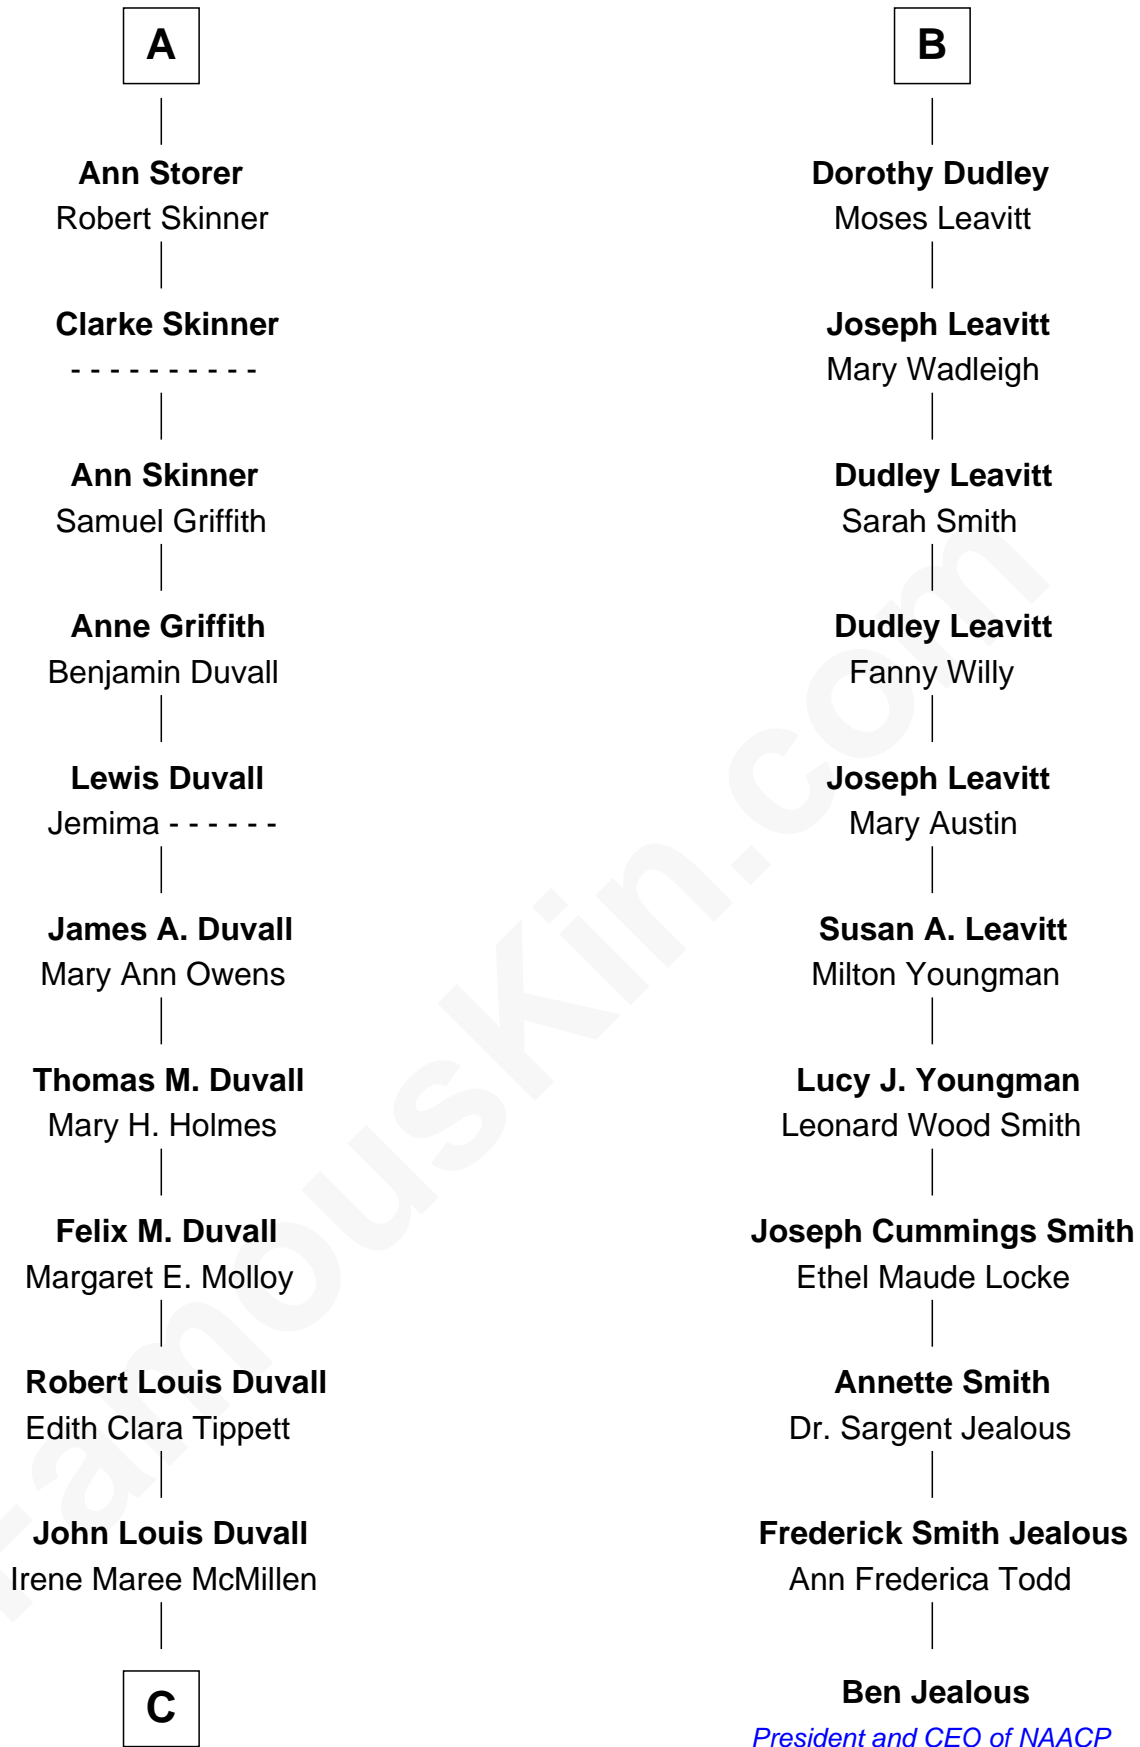 A
Ann Storer
Robert Skinner
Clarke Skinner
- - - - - - - - - -
Ann Skinner
Samuel Griffith
Anne Griffith
Benjamin Duvall
Lewis Duvall
Jemima - - - - - -
James A. Duvall
Mary Ann Owens
Thomas M. Duvall
Mary H. Holmes
Felix M. Duvall
Margaret E. Molloy
Robert Louis Duvall
Edith Clara Tippett
John Louis Duvall
Irene Maree McMillen
C
B
Dorothy Dudley
Moses Leavitt
Joseph Leavitt
Mary Wadleigh
Dudley Leavitt
Sarah Smith
Dudley Leavitt
Fanny Willy
Joseph Leavitt
Mary Austin
Susan A. Leavitt
Milton Youngman
Lucy J. Youngman
Leonard Wood Smith
Joseph Cummings Smith
Ethel Maude Locke
Annette Smith
Dr. Sargent Jealous
Frederick Smith Jealous
Ann Frederica Todd
Ben Jealous
President and CEO of NAACP
FamousKin.com